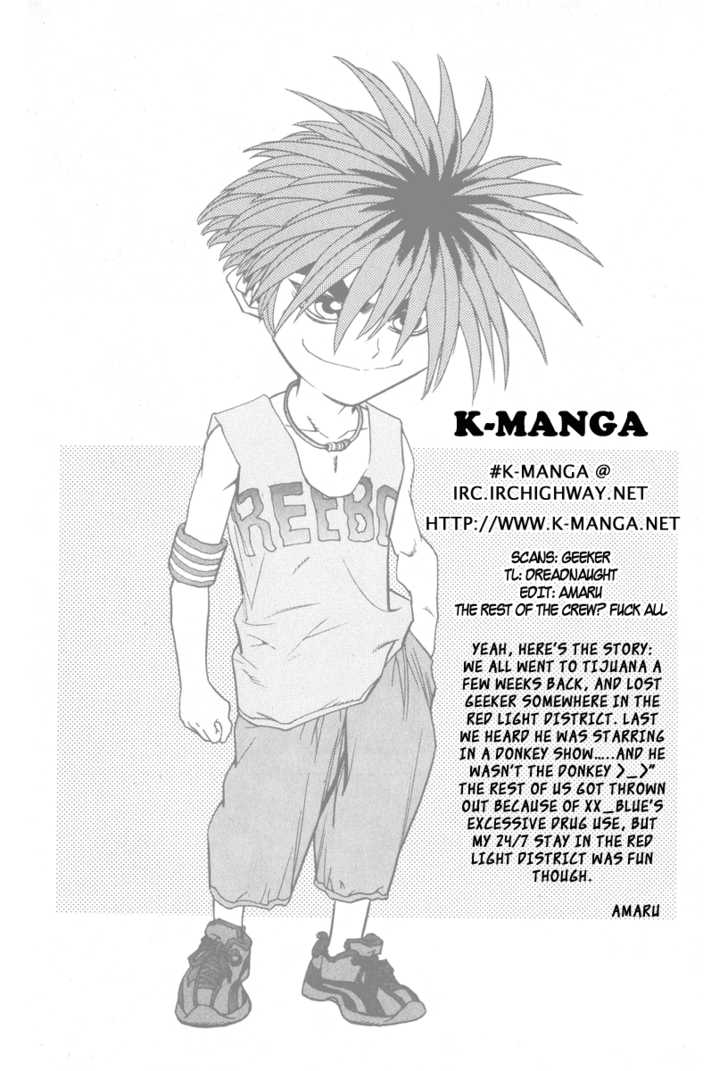 REEBO
K-MANGA
#K-MANGA @
IRC.IRCHIGHWAY.NET
HTTP://WWW.K-MANGA.NET
SCANS: GEEKER
TL: DREADNAUGHT
EDIT: AMARU
THE REST OF THE CREW? FUCK ALL
YEAH, HERE'S THE STORY:
WE ALL WENT TO TIJUANA A
FEW WEEKS BACK, AND LOST
GEEKER SOMEWHERE IN THE
RED LIGHT DISTRICT. LAST
WE HEARD HE WAS STARRING
IN A DONKEY SHOW.....AND HE
WASN'T THE DONKEY >_>"
THE REST OF US GOT THROWN
OUT BECAUSE OF XX_BLUE'S
EXCESSIVE DRUG USE, BUT
MY 24/7 STAY IN THE RED
LIGHT DISTRICT WAS FUN
THOUGH.
AMARU